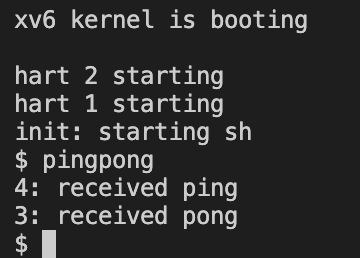 xv6 kernel is booting
hart 2 starting
hart 1 starting
init: starting sh
$ pingpong
4: received ping
3: received pong
$